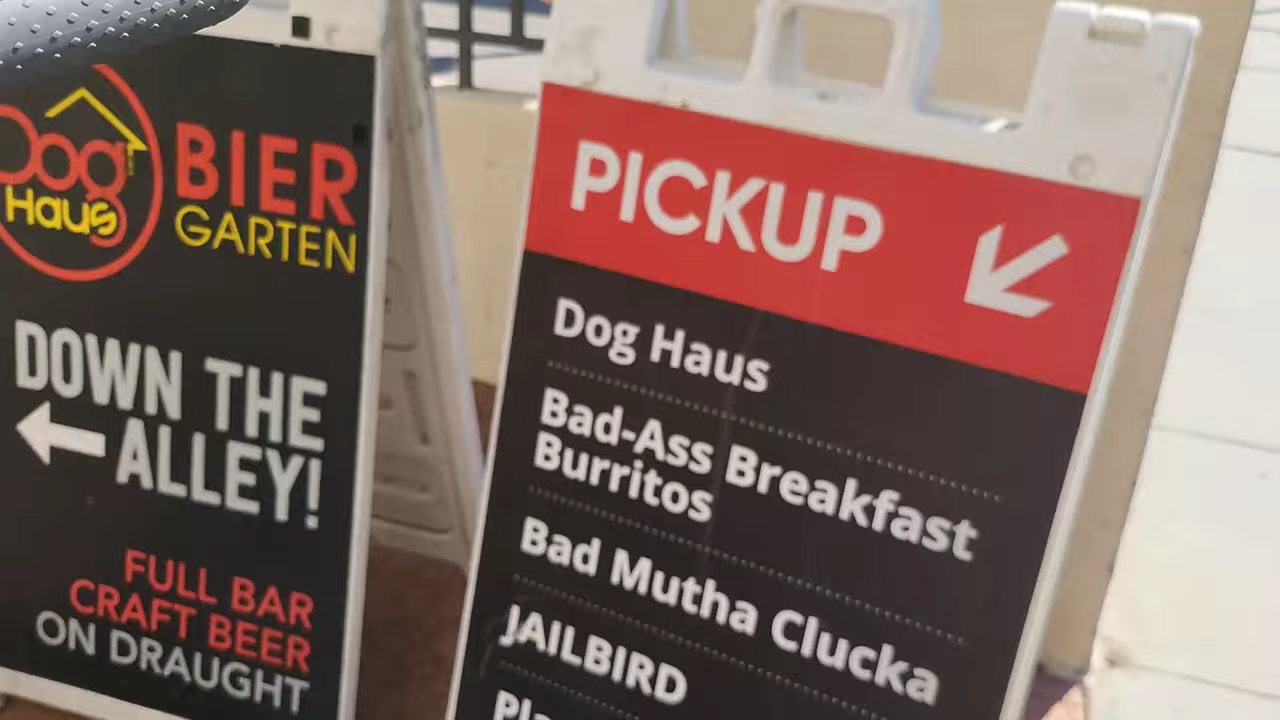 Dog
Haus
BIER
GARTEN
DOWN THE
ALLEY!
FULL BAR
CRAFT BEER
ON DRAUGHT
PICKUP
Dog Haus
Bad-Ass Breakfast
Burritos
Bad Mutha Clucka
JAILBIRD